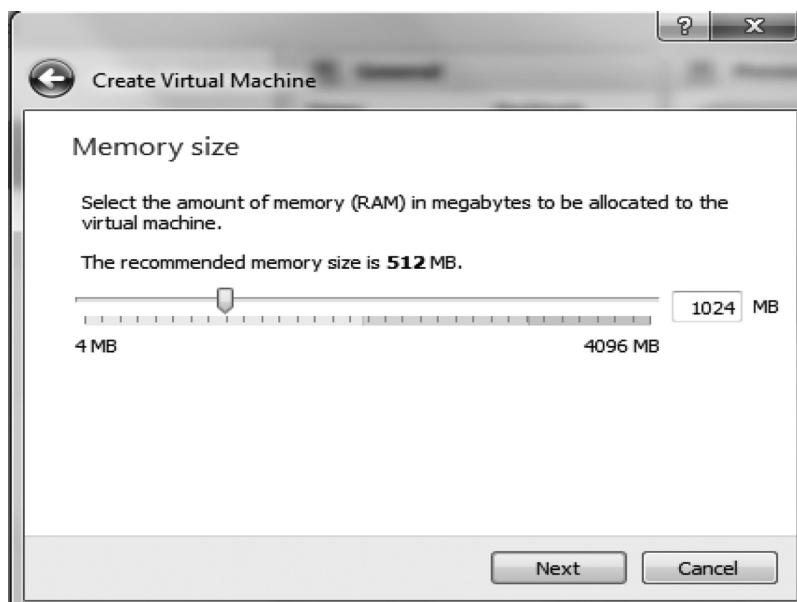 ?
X
Create Virtual Machine
Memory size
Select the amount of memory (RAM) in megabytes to be allocated to the
virtual machine.
The recommended memory size is 512 MB.
1024 MB
4 MB 4096 MB
Next Cancel